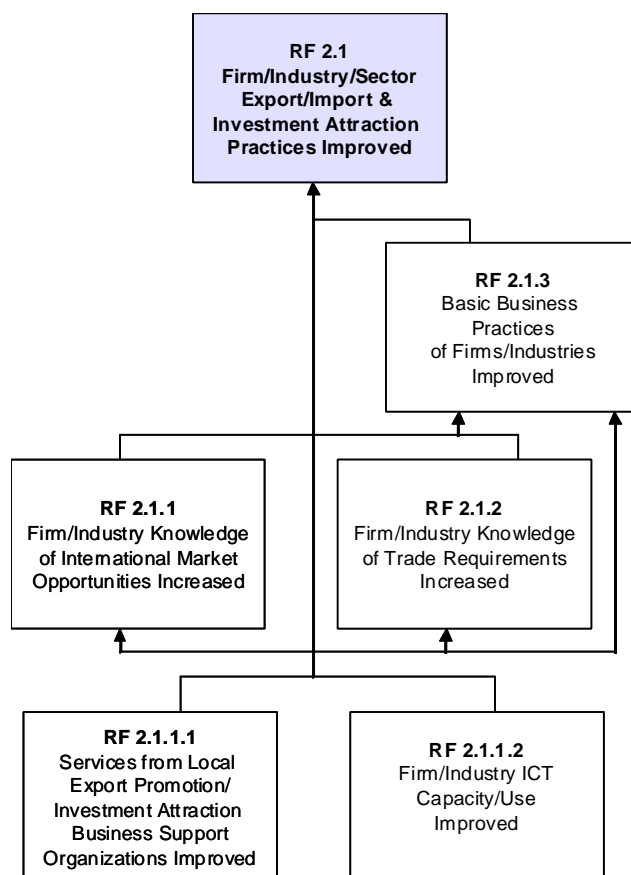 RF 2.1
Firm/Industry/Sector
Export/Import &
Investment Attraction
Practices Improved
RF 2.1.3
Basic Business
Practices
of Firms/Industries
Improved
RF 2.1.1
Firm/Industry Knowledge
of International Market
Opportunities Increased
RF 2.1.2
Firm/Industry Knowledge
of Trade Requirements
Increased
RF 2.1.1.1
Services from Local
Export Promotion/
Investment Attraction
Business Support
Organizations Improved
RF 2.1.1.2
Firm/Industry ICT
Capacity/Use
Improved